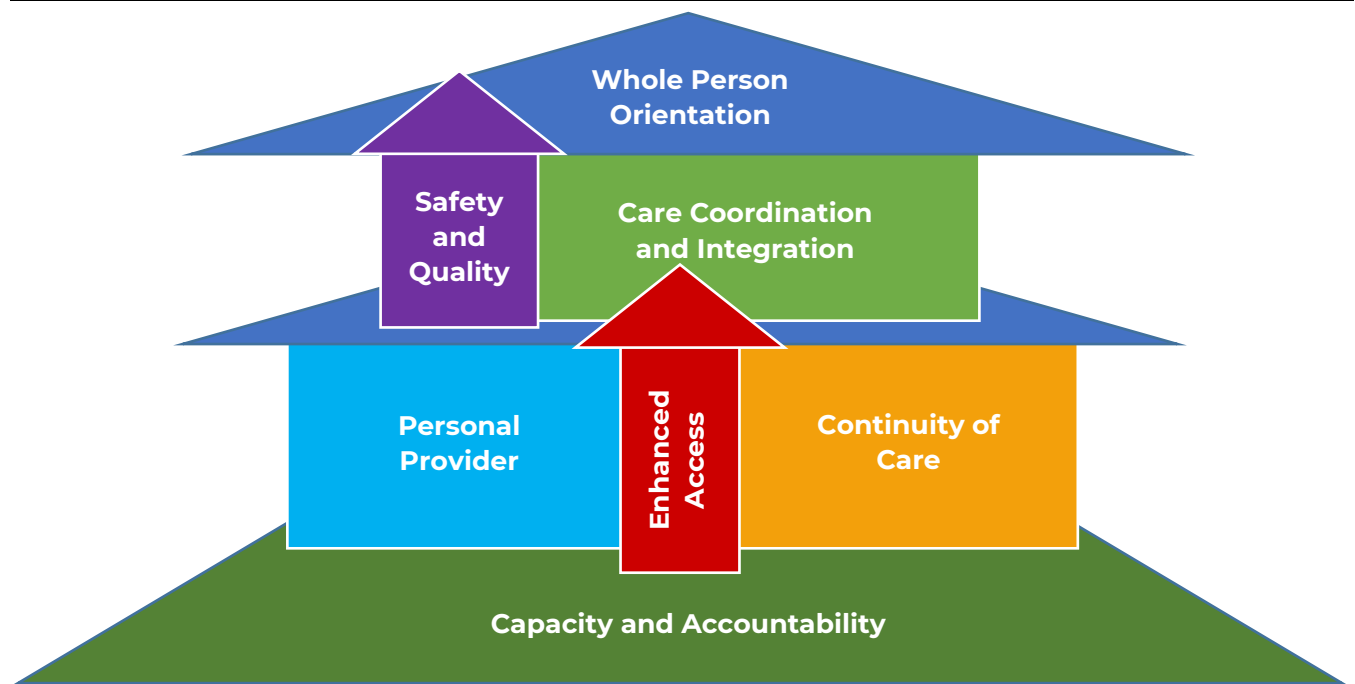 Whole Person
Orientation
Safety
and
Quality
Care Coordination
and Integration
Personal
Provider
Enhanced
Access
Continuity of
Care
Capacity and Accountability